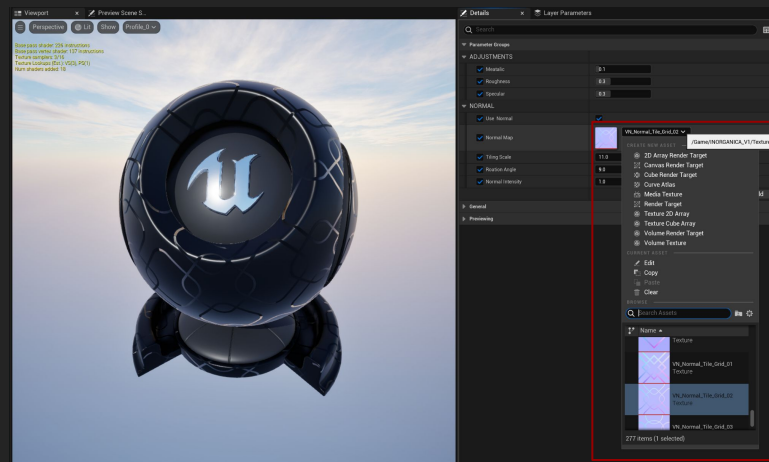 Viewport
Preview Scene S...
Details
Layer Parameters
Perspective
Lit
Show
Profile_0
Search
Base pass shader: 255 instructions
Base pass vertex shader: 137 instructions
Texture samplers: 3/16
Texture Lookups (Est.): VS(0), PS(1)
Num shaders added: 10
Parameter Groups
ADJUSTMENTS
Meatalic
0.1
Roughness
0.3
Specular
0.3
NORMAL
Use Normal
Normal Map
VN_Normal_Tile_Grid_02
/Game/INORGANICA_V1/Texture
Tiling Scale
11.0
Roation Angle
9.0
Normal Intensity
1.0
General
Previewing
CREATE NEW ASSET
2D Array Render Target
Canvas Render Target
Cube Render Target
Curve Atlas
Media Texture
Render Target
Texture 2D Array
Texture Cube Array
Volume Render Target
Volume Texture
CURRENT ASSET
Edit
Copy
Paste
Clear
BROWSE
Search Assets
Name
Texture
VN_Normal_Tile_Grid_01
Texture
VN_Normal_Tile_Grid_02
Texture
VN_Normal_Tile_Grid_03
277 items (1 selected)